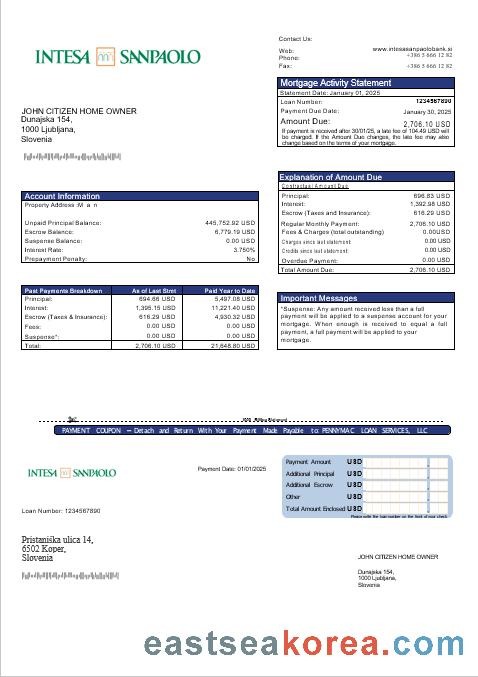 INTESA SANPAOLO
Contact Us:
Web: www.intesasanpaolobank.si
Phone: +386 5 666 12 82
Fax: +386 5 666 12 82
Mortgage Activity Statement
Statement Date: January 01, 2025
Loan Number: 1234567890
Payment Due Date: January 30, 2025
Amount Due: 2,706.10 USD
If payment is received after 30/01/25, a late fee of 104.49 USD will
be charged. If the Amount Due Changes, the late fee may also
change based on the terms of your mortgage.
JOHN CITIZEN HOME OWNER
Dunajska 154,
1000 Ljubljana,
Slovenia
Explanation of Amount Due
Contractual Amount Due
Principal: 696.83 USD
Interest: 1,392.98 USD
Escrow (Taxes and Insurance): 616.29 USD
Regular Monthly Payment: 2,706.10 USD
Fees & Charges (total outstanding) 0.00USD
Charges since last statement: 0.00 USD
Credits since last statement: 0.00 USD
Overdue Payment: 0.00 USD
Total Amount Due: 2,706.10 USD
Account Information
Property Address :M a n
Unpaid Principal Balance: 445,752.92 USD
Escrow Balance: 6,779.19 USD
Suspense Balance: 0.00 USD
Interest Rate: 3.750%
Prepayment Penalty: No
Past Payments Breakdown As of Last Stmt Paid Year to Date
Principal: 694.66 USD 5,497.08 USD
Interest: 1,395.15 USD 11,221.40 USD
Escrow (Taxes & Insurance): 616.29 USD 4,930.32 USD
Fees: 0.00 USD 0.00 USD
Suspense*: 0.00 USD 0.00 USD
Total: 2,706.10 USD 21,648.80 USD
Important Messages
*Suspense: Any amount received less than a full
payment will be applied to a suspense account for your
mortgage. When enough is received to equal a full
payment, a full payment will be applied to your
mortgage.
PAYMENT COUPON – Detach and Return With Your Payment Made Payable to: PENNYMAC LOAN SERVICES, LLC
INTESA SANPAOLO
Payment Date: 01/01/2025
Payment Amount USD
Additional Principal USD
Additional Escrow USD
Other USD
Total Amount Enclosed USD
Please write the loan number on the front of your check
Loan Number: 1234567890
Pristaniška ulica 14,
6502 Koper,
Slovenia
JOHN CITIZEN HOME OWNER
Dunajska 154,
1000 Ljubljana,
Slovenia
eastseakorea.com